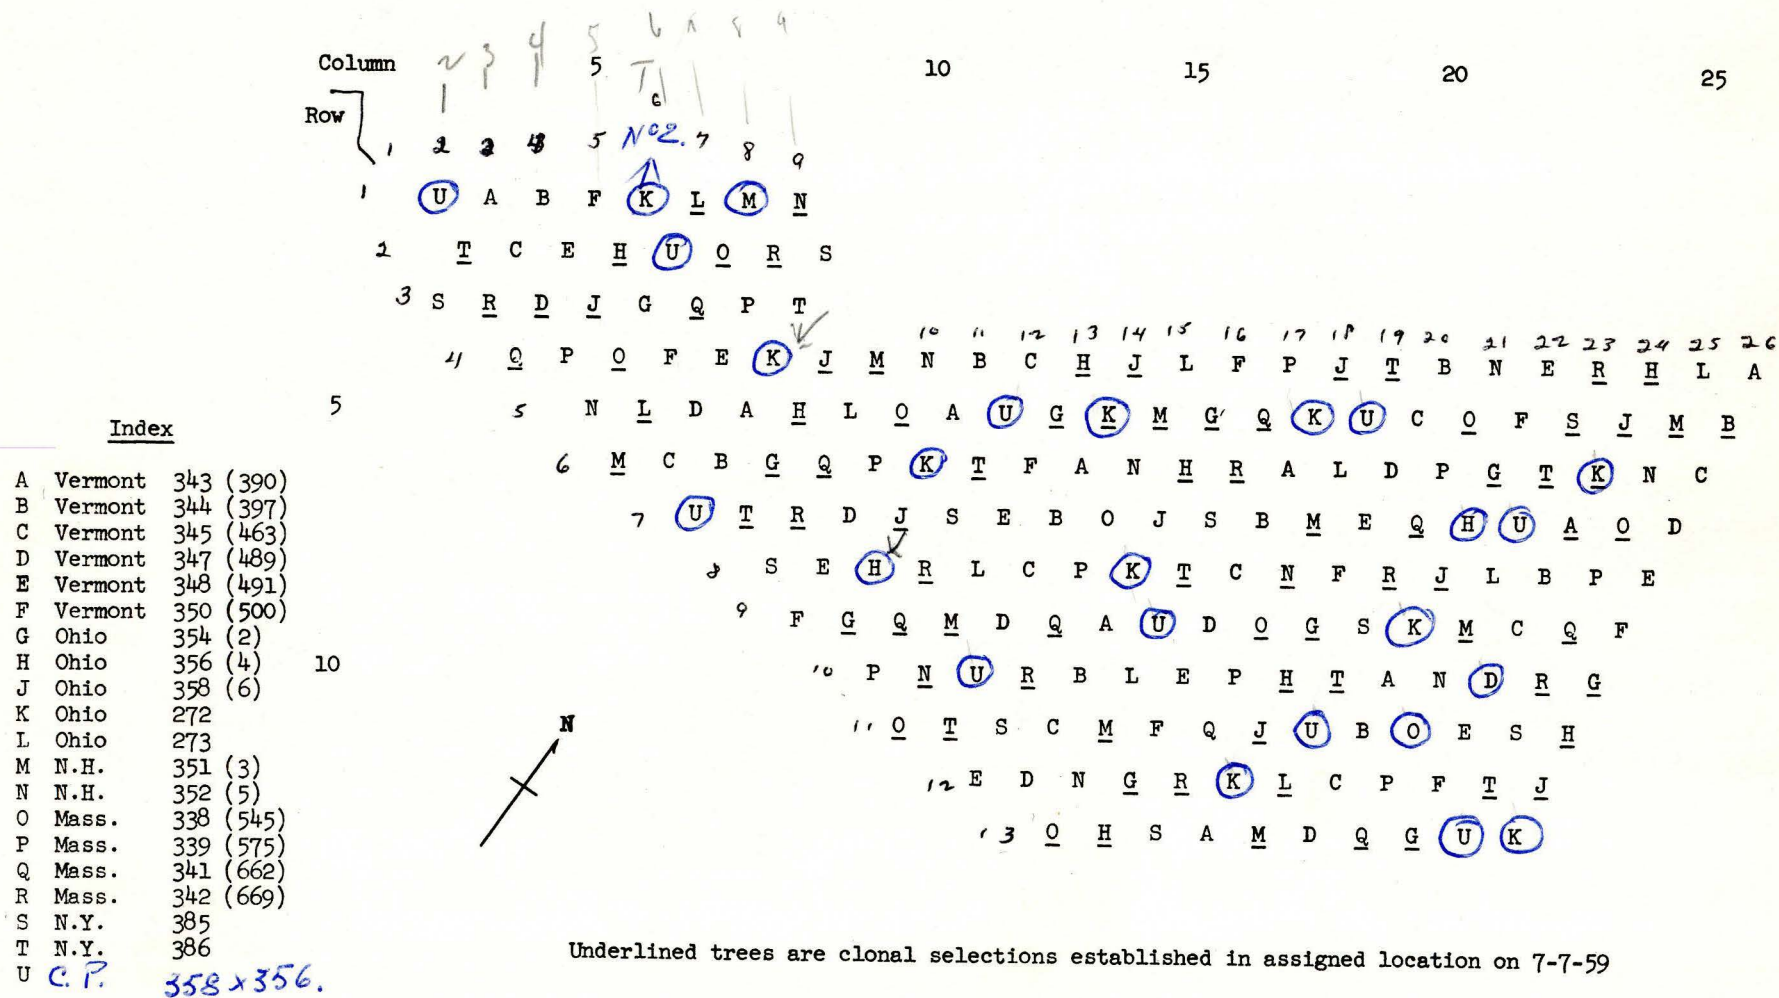 2 3 4 5 6 7 8 9
Column 5 10 15 20 25
6
Row
1 2 3 4 5 No2. 7 8 9
1 U A B F K L M N
2 T C E H U O R S
3 S R D J G Q P T
10 11 12 13 14 15 16 17 18 19 20 21 22 23 24 25 26
4 Q P O F E K J M N B C H J L F P J T B N E R H L A
5 5 N L D A H L O A U G K M G Q K U C O F S J M B
6 M C B G Q P K T F A N H R A L D P G T K N C
7 U T R D J S E B O J S B M E Q H U A O D
8 S E H R L C P K T C N F R J L B P E
9 F G Q M D Q A U D O G S K M C Q F
10 10 P N U R B L E P H T A N D R G
11 O T S C M F Q J U B O E S H
12 E D N G R K L C P F T J
13 O H S A M D Q G U K
N
Index
A Vermont 343 (390)
B Vermont 344 (397)
C Vermont 345 (463)
D Vermont 347 (489)
E Vermont 348 (491)
F Vermont 350 (500)
G Ohio 354 (2)
H Ohio 356 (4)
J Ohio 358 (6)
K Ohio 272
L Ohio 273
M N.H. 351 (3)
N N.H. 352 (5)
O Mass. 338 (545)
P Mass. 339 (575)
Q Mass. 341 (662)
R Mass. 342 (669)
S N.Y. 385
T N.Y. 386
U C.P. 358 x 356.
Underlined trees are clonal selections established in assigned location on 7-7-59